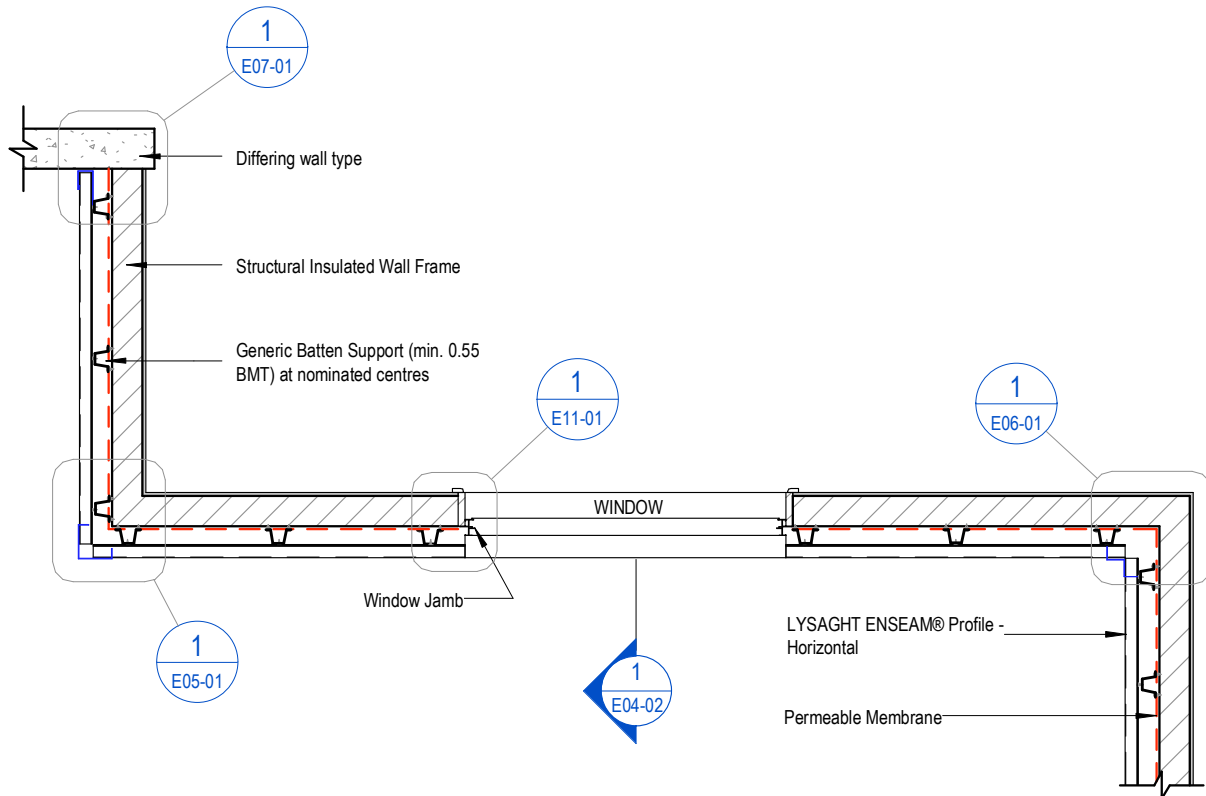 1
E07-01
Differing wall type
Structural Insulated Wall Frame
Generic Batten Support (min. 0.55
BMT) at nominated centres
1
E11-01
1
E06-01
WINDOW
Window Jamb
1
E05-01
1
E04-02
LYSAGHT ENSEAM® Profile -
Horizontal
Permeable Membrane